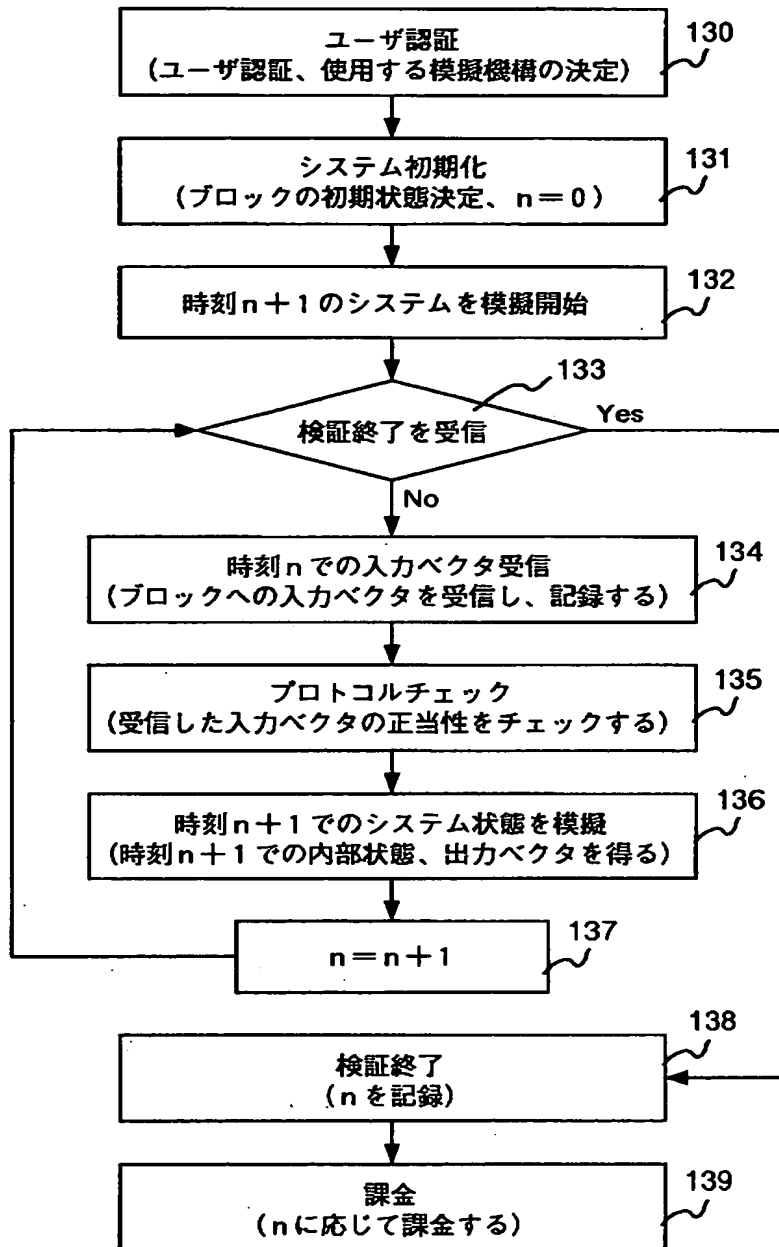 ユーザ認証
(ユーザ認証、使用する模擬機構の決定)
130
システム初期化
(ブロックの初期状態決定、n＝0)
131
時刻n＋1のシステムを模擬開始
132
検証終了を受信
133
Yes
No
時刻nでの入力ベクタ受信
(ブロックへの入力ベクタを受信し、記録する)
134
プロトコルチェック
(受信した入力ベクタの正当性をチェックする)
135
時刻n＋1でのシステム状態を模擬
(時刻n＋1での内部状態、出力ベクタを得る)
136
n＝n＋1
137
検証終了
(nを記録)
138
課金
(nに応じて課金する)
139